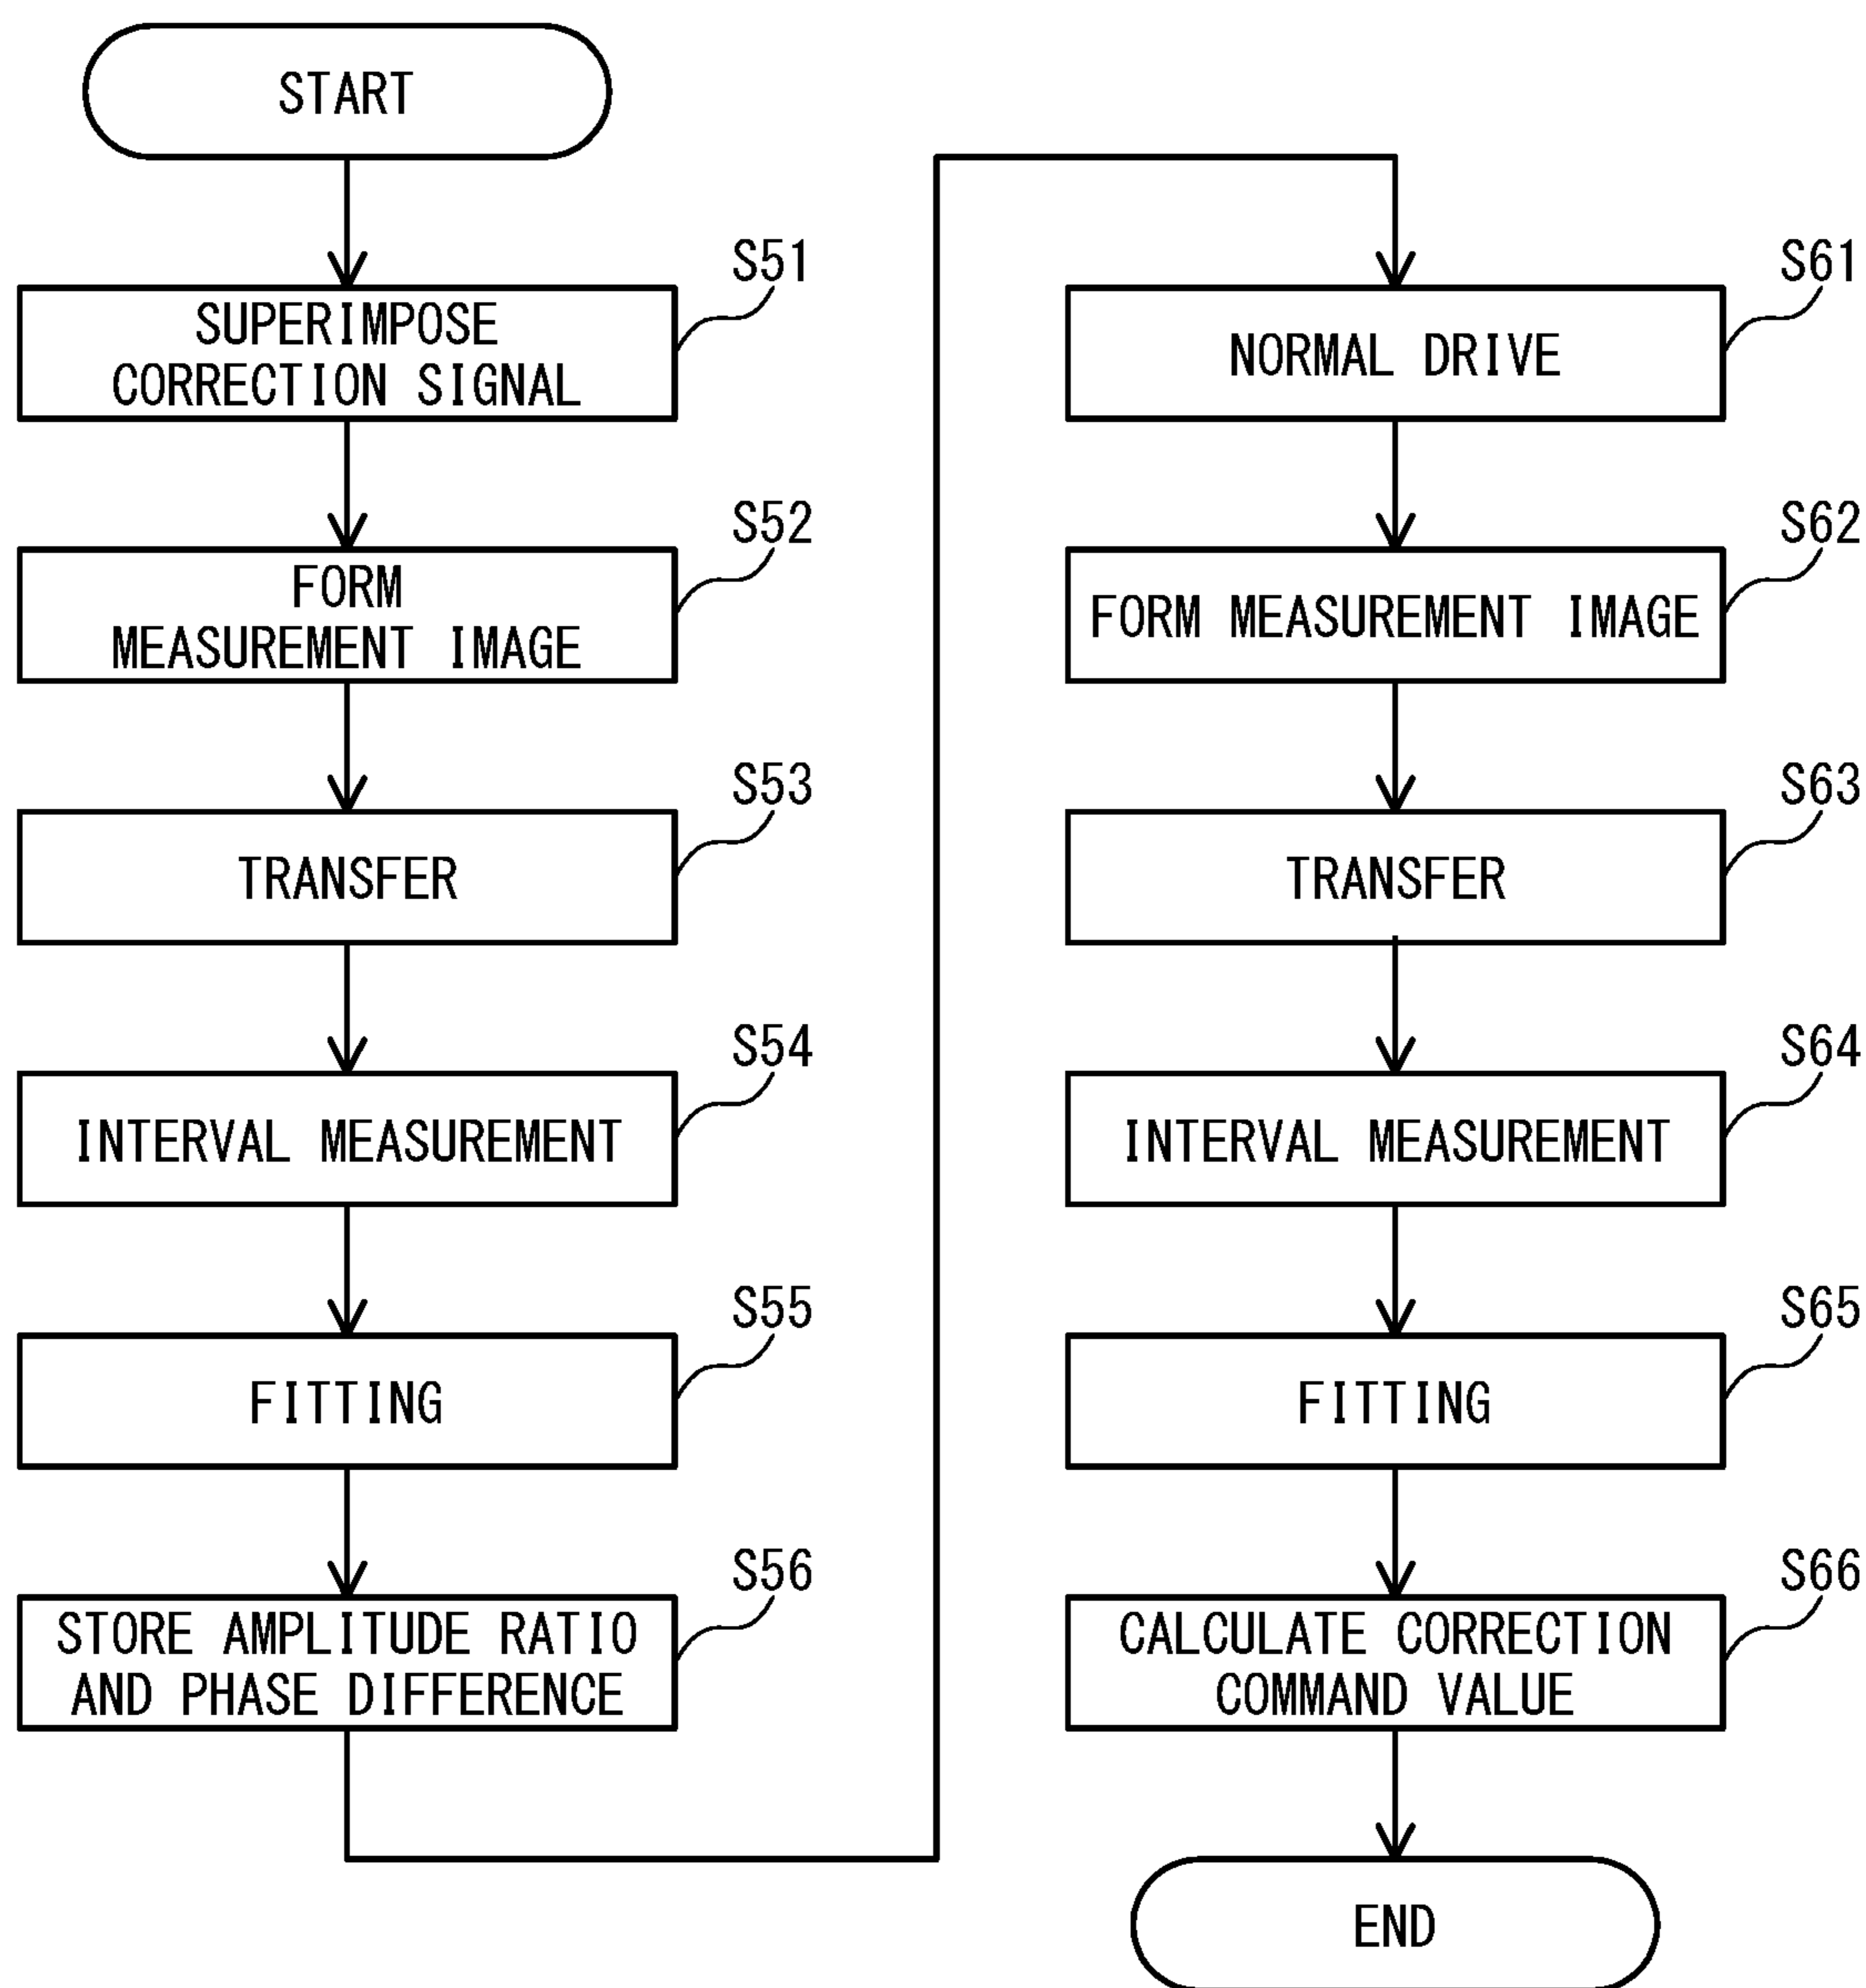 START
S51
SUPERIMPOSE
CORRECTION SIGNAL
S52
FORM
MEASUREMENT IMAGE
S53
TRANSFER
S54
INTERVAL MEASUREMENT
S55
FITTING
S56
STORE AMPLITUDE RATIO
AND PHASE DIFFERENCE
S61
NORMAL DRIVE
S62
FORM MEASUREMENT IMAGE
S63
TRANSFER
S64
INTERVAL MEASUREMENT
S65
FITTING
S66
CALCULATE CORRECTION
COMMAND VALUE
END